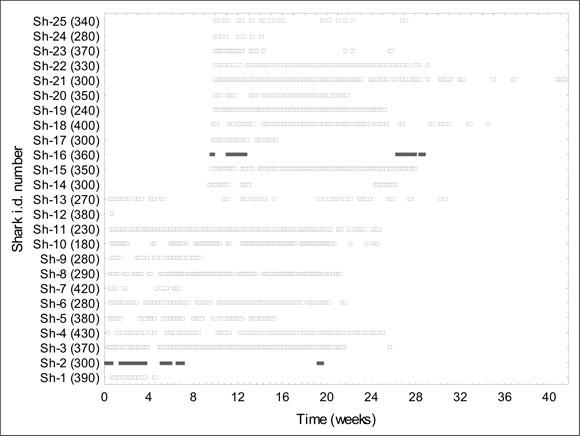 Sh-25 (340)
Sh-24 (280)
Sh-23 (370)
Sh-22 (330)
Sh-21 (300)
Sh-20 (350)
Sh-19 (240)
Sh-18 (400)
Sh-17 (300)
Sh-16 (360)
Sh-15 (350)
Sh-14 (300)
Sh-13 (270)
Sh-12 (380)
Sh-11 (230)
Sh-10 (180)
Sh-9 (280)
Sh-8 (290)
Sh-7 (420)
Sh-6 (280)
Sh-5 (380)
Sh-4 (430)
Sh-3 (370)
Sh-2 (300)
Sh-1 (390)
Shark i.d. number
0 4 8 12 16 20 24 28 32 36 40
Time (weeks)